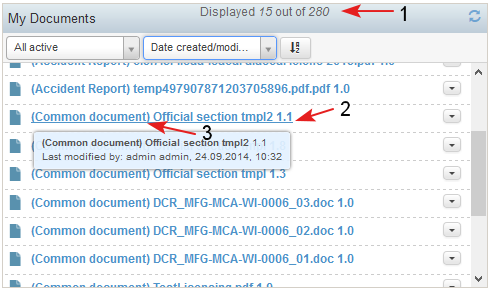 My Documents
Displayed 15 out of 280
1
All active
Date created/modi...
(Accident Report) temp497907871203705896.pdf.pdf 1.0
(Common document) Official section tmpl2 1.1
2
3
(Common document) Official section tmpl2 1.1
Last modified by: admin admin, 24.09.2014, 10:32
(Common document) Official section tmpl 1.3
(Common document) DCR_MFG-MCA-WI-0006_03.doc 1.0
(Common document) DCR_MFG-MCA-WI-0006_02.doc 1.0
(Common document) DCR_MFG-MCA-WI-0006_01.doc 1.0
(Common document) TestLicensing.pdf 1.0